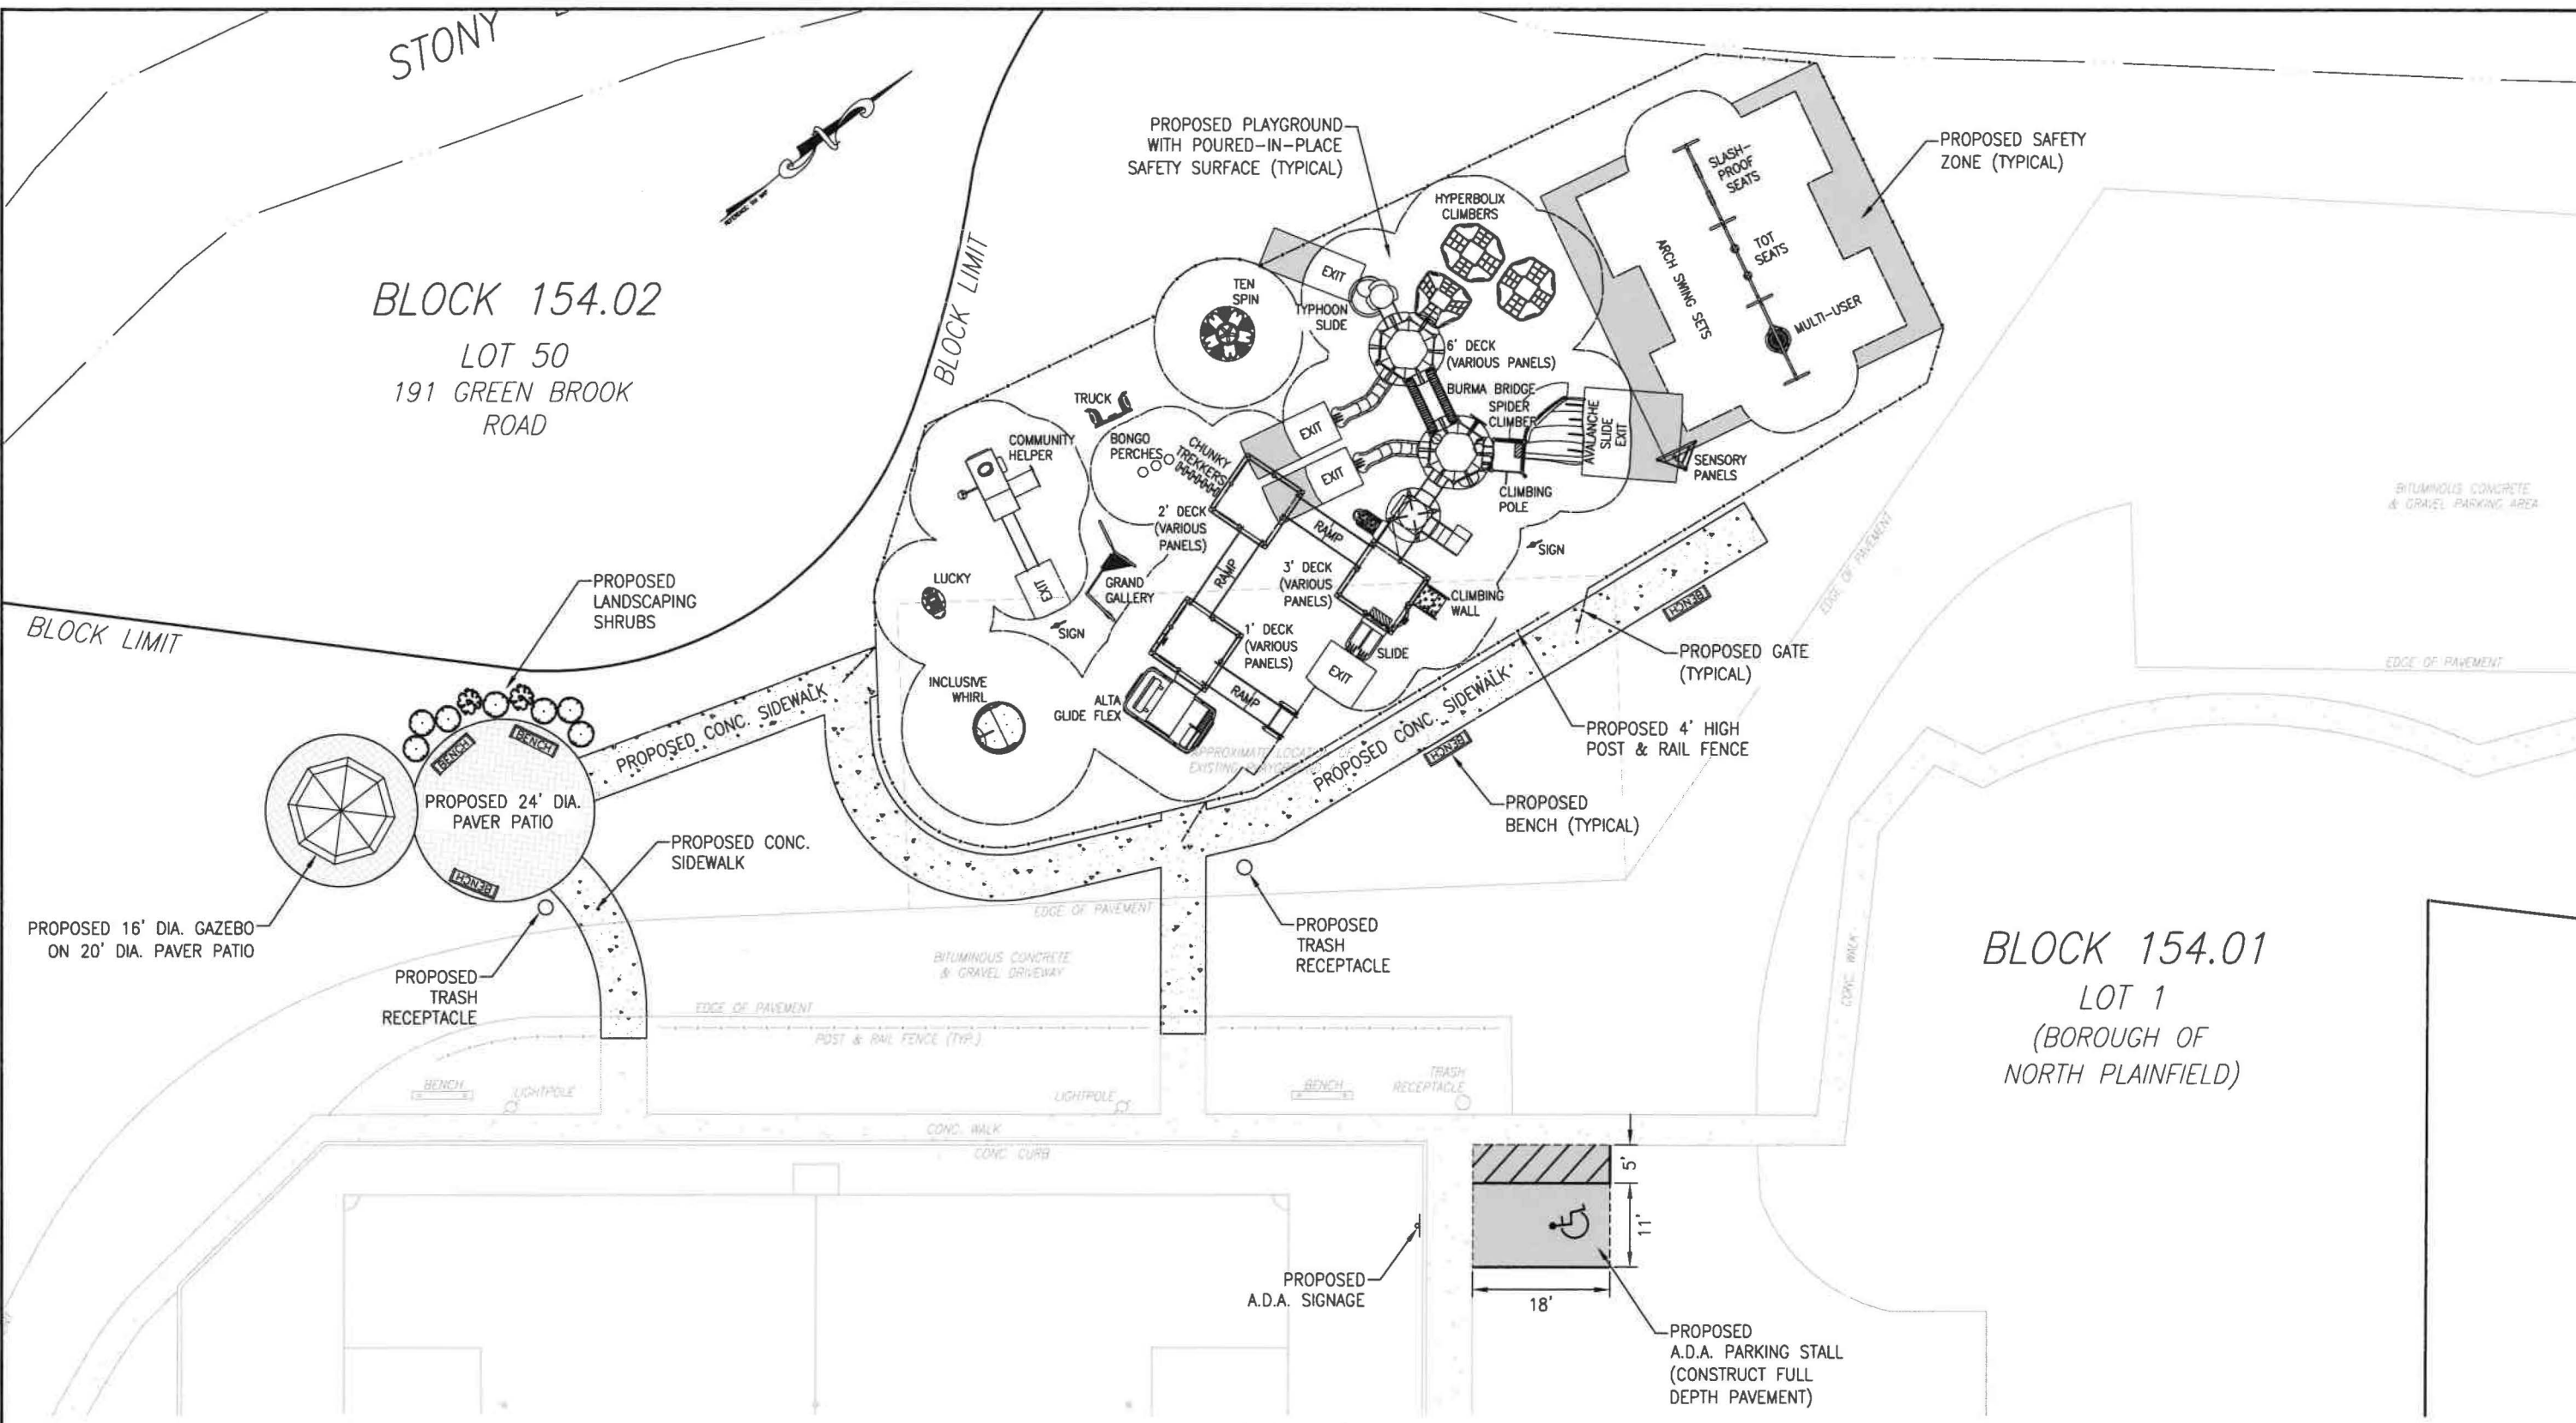 STONY
PROPOSED PLAYGROUND
WITH POURED-IN-PLACE
SAFETY SURFACE (TYPICAL)
PROPOSED SAFETY
ZONE (TYPICAL)
SLASH-
PROOF
SEATS
TOT
SEATS
ARCH SWING SETS
MULTI-USER
HYPERBOLIX
CLIMBERS
BLOCK 154.02
LOT 50
191 GREEN BROOK
ROAD
BLOCK LIMIT
EXIT
TEN
SPIN
TYPHOON
SLIDE
6' DECK
(VARIOUS PANELS)
BURMA BRIDGE
SPIDER
CLIMBER
AVALANCHE
SLIDE
EXIT
SENSORY
PANELS
CLIMBING
POLE
TRUCK
EXIT
EXIT
COMMUNITY
HELPER
BONGO
PERCHES
CHUNKY
TREKKERS
2' DECK
(VARIOUS
PANELS)
RAMP
RAMP
SIGN
3' DECK
(VARIOUS
PANELS)
CLIMBING
WALL
LUCKY
EXIT
GRAND
GALLERY
SIGN
1' DECK
(VARIOUS
PANELS)
SLIDE
EXIT
RAMP
INCLUSIVE
WHIRL
ALTA
GLIDE FLEX
APPROXIMATE LOCATION OF
EXISTING PLAYGROUND
BITUMINOUS CONCRETE
& GRAVEL PARKING AREA
EDGE OF PAVEMENT
EDGE OF PAVEMENT
BENCH
PROPOSED GATE
(TYPICAL)
PROPOSED 4' HIGH
POST & RAIL FENCE
PROPOSED CONC. SIDEWALK
BENCH
PROPOSED
BENCH (TYPICAL)
BLOCK LIMIT
PROPOSED
LANDSCAPING
SHRUBS
PROPOSED CONC. SIDEWALK
BENCH
BENCH
PROPOSED 24' DIA.
PAVER PATIO
BENCH
PROPOSED CONC.
SIDEWALK
PROPOSED 16' DIA. GAZEBO
ON 20' DIA. PAVER PATIO
PROPOSED
TRASH
RECEPTACLE
PROPOSED
TRASH
RECEPTACLE
EDGE OF PAVEMENT
BITUMINOUS CONCRETE
& GRAVEL DRIVEWAY
EDGE OF PAVEMENT
POST & RAIL FENCE (TYP.)
BENCH
LIGHTPOLE
LIGHTPOLE
BENCH
TRASH
RECEPTACLE
CONC. WALK
CONC. WALK
CONC CURB
BLOCK 154.01
LOT 1
(BOROUGH OF
NORTH PLAINFIELD)
5'
11'
18'
PROPOSED
A.D.A. SIGNAGE
PROPOSED
A.D.A. PARKING STALL
(CONSTRUCT FULL
DEPTH PAVEMENT)